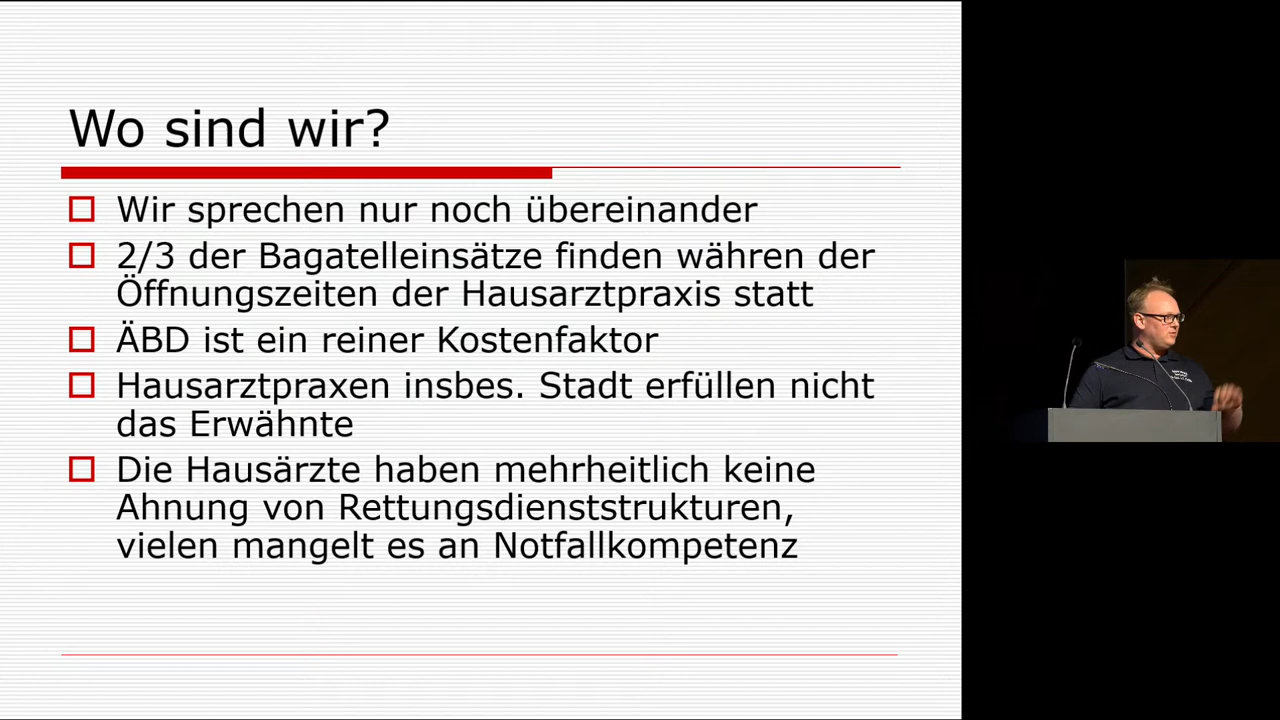 Wo sind wir?
Wir sprechen nur noch übereinander
2/3 der Bagatelleinsätze finden währen der
Öffnungszeiten der Hausarztpraxis statt
ÄBD ist ein reiner Kostenfaktor
Hausarztpraxen insbes. Stadt erfüllen nicht
das Erwähnte
Die Hausärzte haben mehrheitlich keine
Ahnung von Rettungsdienststrukturen,
vielen mangelt es an Notfallkompetenz